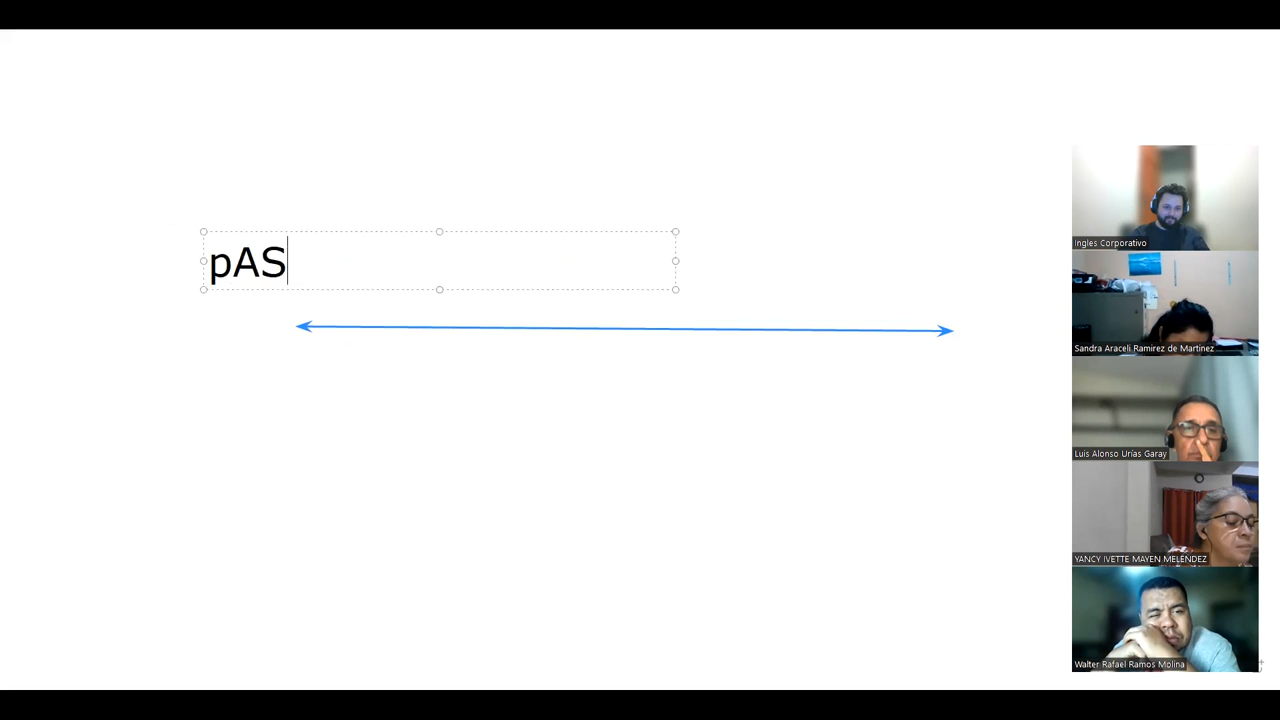 pAS
Ingles Corporativo
Sandra Araceli Ramirez de Martinez
Luis Alonso Urías Garay
YANCY IVETTE MAYEN MELENDEZ
Walter Rafael Ramos Molina